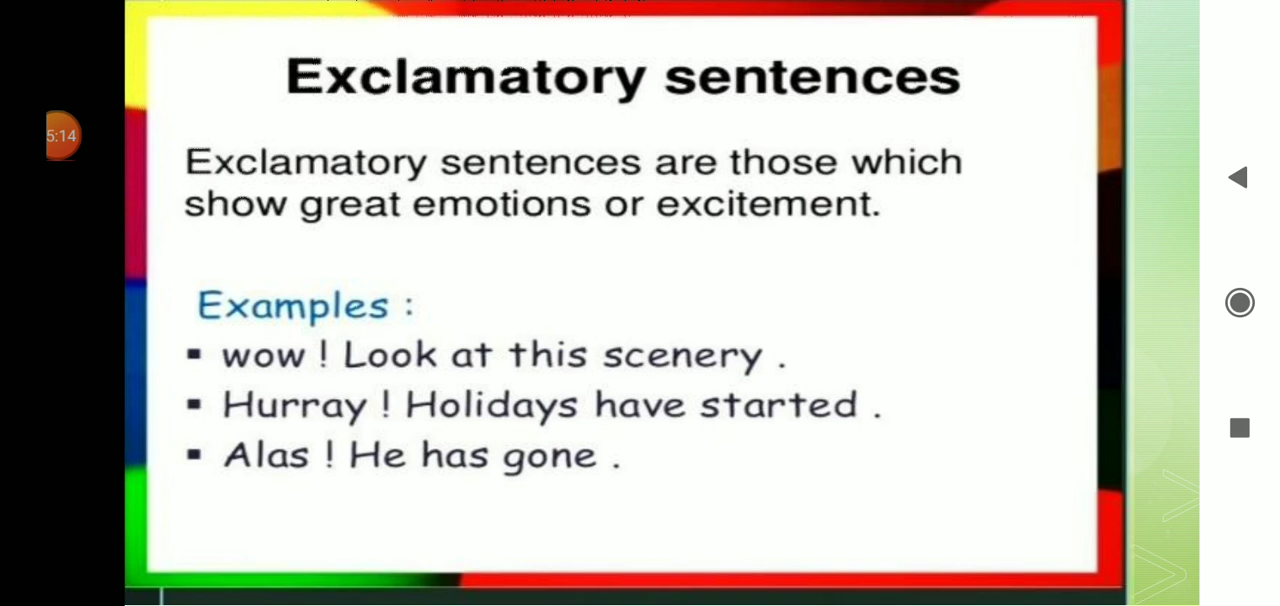 Exclamatory sentences
5:14
Exclamatory sentences are those which
show great emotions or excitement.
Examples :
▪ wow ! Look at this scenery .
▪ Hurray ! Holidays have started .
▪ Alas ! He has gone .